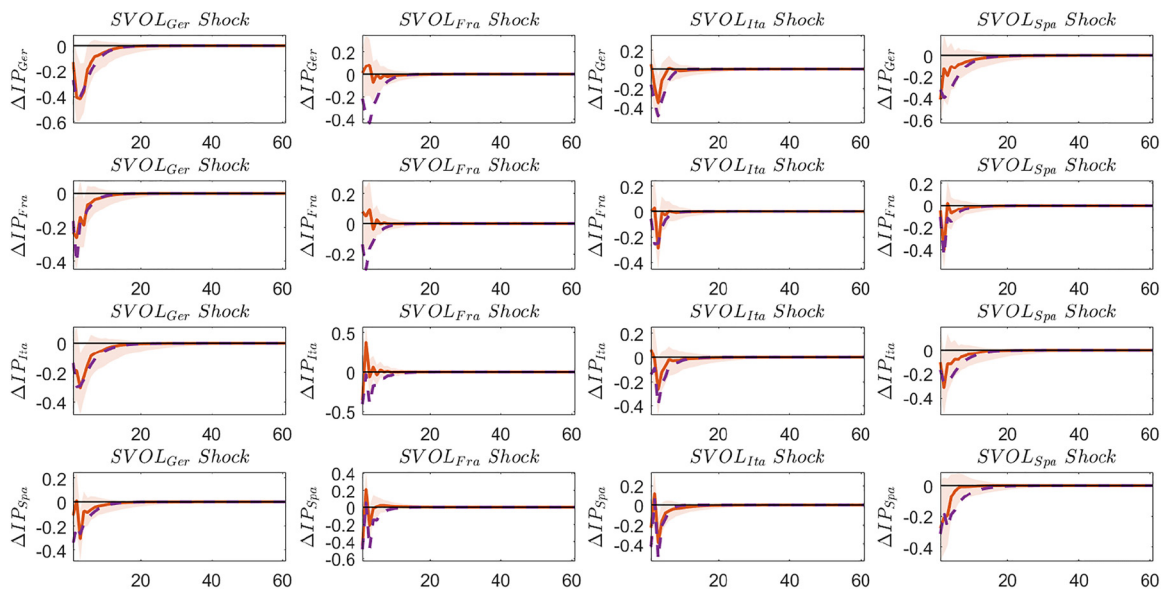 SVOL_Ger Shock SVOL_Fra Shock SVOL_Ita Shock SVOL_Spa Shock
ΔIP_Ger 0 -0.2 -0.4 -0.6 20 40 60
ΔIP_Ger 0.2 0 -0.2 -0.4 20 40 60
ΔIP_Ger 0.2 0 -0.2 -0.4 20 40 60
ΔIP_Ger 0 -0.2 -0.4 -0.6 20 40 60
SVOL_Ger Shock SVOL_Fra Shock SVOL_Ita Shock SVOL_Spa Shock
ΔIP_Fra 0 -0.2 -0.4 20 40 60
ΔIP_Fra 0.2 0 -0.2 20 40 60
ΔIP_Fra 0.2 0 -0.2 -0.4 20 40 60
ΔIP_Fra 0.2 0 -0.2 -0.4 20 40 60
SVOL_Ger Shock SVOL_Fra Shock SVOL_Ita Shock SVOL_Spa Shock
ΔIP_Ita 0 -0.2 -0.4 20 40 60
ΔIP_Ita 0.5 0 -0.5 20 40 60
ΔIP_Ita 0.2 0 -0.2 -0.4 20 40 60
ΔIP_Ita 0.2 0 -0.2 -0.4 20 40 60
SVOL_Ger Shock SVOL_Fra Shock SVOL_Ita Shock SVOL_Spa Shock
ΔIP_Spa 0.2 0 -0.2 -0.4 20 40 60
ΔIP_Spa 0.4 0.2 0 -0.2 -0.4 -0.6 20 40 60
ΔIP_Spa 0.2 0 -0.2 -0.4 20 40 60
ΔIP_Spa 0 -0.2 -0.4 20 40 60